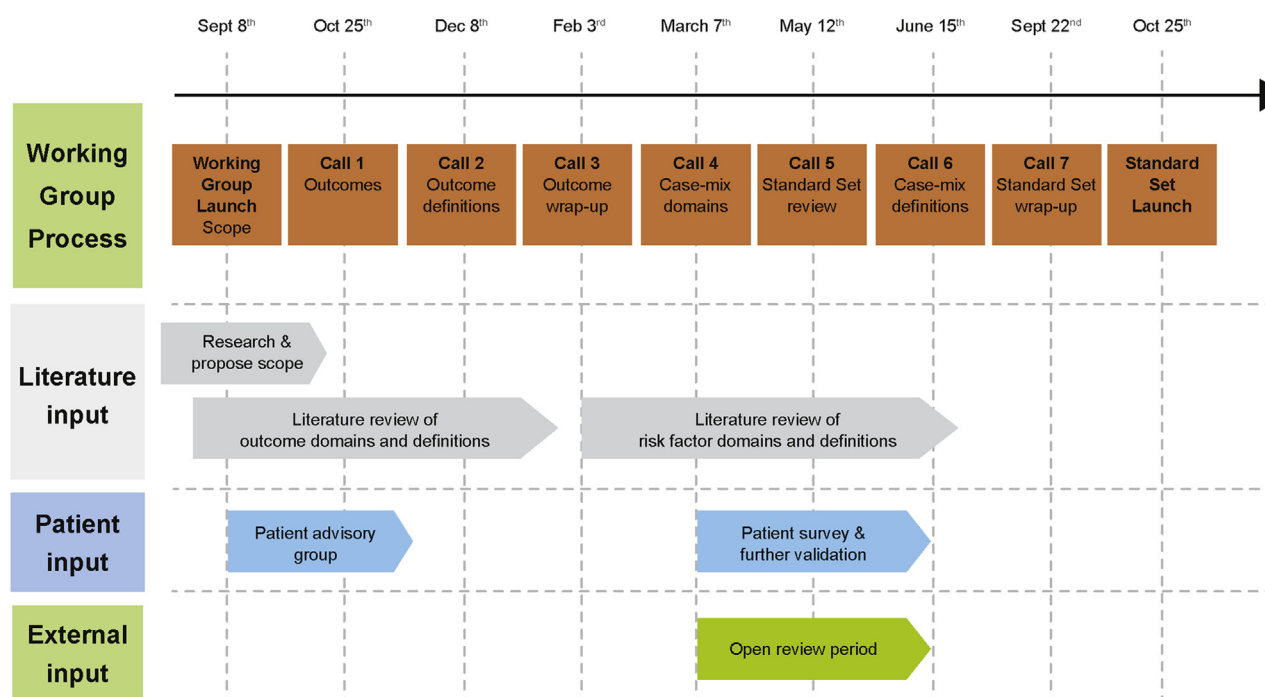 Sept 8th Oct 25th Dec 8th Feb 3rd March 7th May 12th June 15th Sept 22nd Oct 25th
Working
Group
Process
Working
Group
Launch
Scope
Call 1
Outcomes
Call 2
Outcome
definitions
Call 3
Outcome
wrap-up
Call 4
Case-mix
domains
Call 5
Standard Set
review
Call 6
Case-mix
definitions
Call 7
Standard Set
wrap-up
Standard
Set
Launch
Literature
input
Research &
propose scope
Literature review of
outcome domains and definitions
Literature review of
risk factor domains and definitions
Patient
input
Patient advisory
group
Patient survey &
further validation
External
input
Open review period